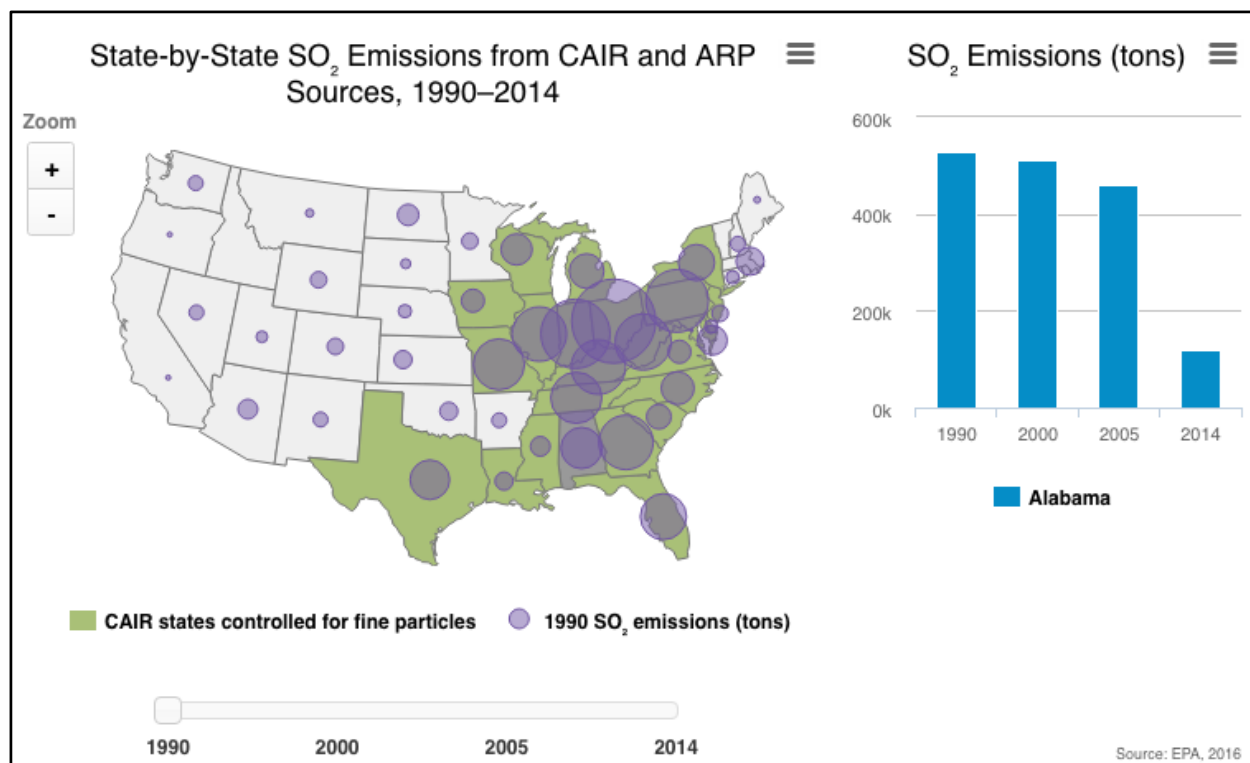 State-by-State SO₂ Emissions from CAIR and ARP
Sources, 1990–2014
Zoom
+
-
CAIR states controlled for fine particles
1990 SO₂ emissions (tons)
1990
2000
2005
2014
SO₂ Emissions (tons)
600k
400k
200k
0k
1990
2000
2005
2014
Alabama
Source: EPA, 2016